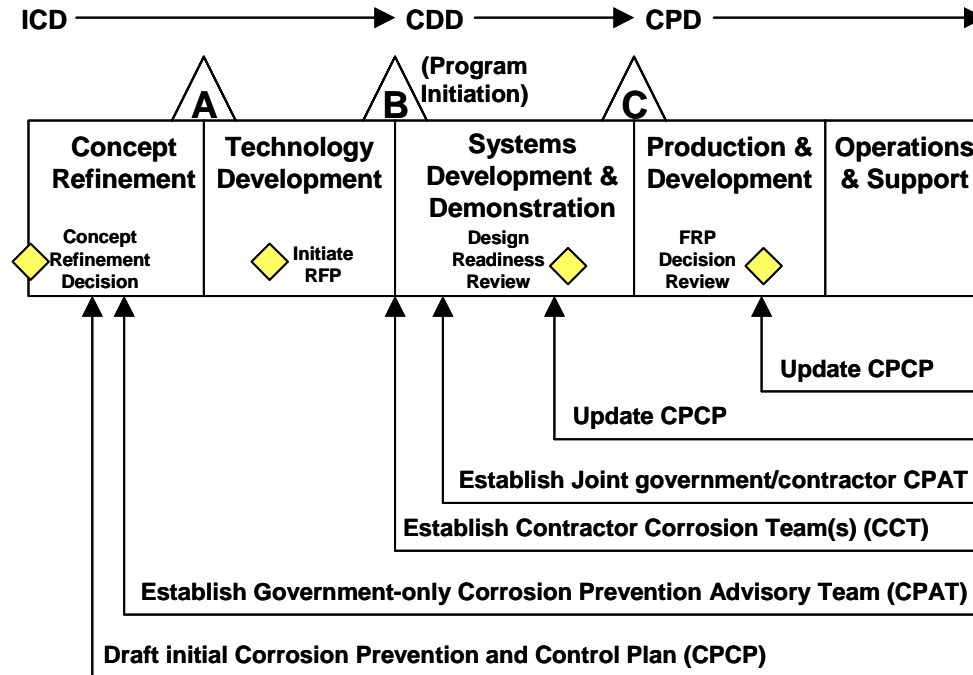 ICD
CDD
CPD
(Program
Initiation)
A
B
C
Concept
Refinement
Technology
Development
Systems
Development &
Demonstration
Production &
Development
Operations
& Support
Concept
Refinement
Decision
Initiate
RFP
Design
Readiness
Review
FRP
Decision
Review
Update CPCP
Update CPCP
Establish Joint government/contractor CPAT
Establish Contractor Corrosion Team(s) (CCT)
Establish Government-only Corrosion Prevention Advisory Team (CPAT)
Draft initial Corrosion Prevention and Control Plan (CPCP)